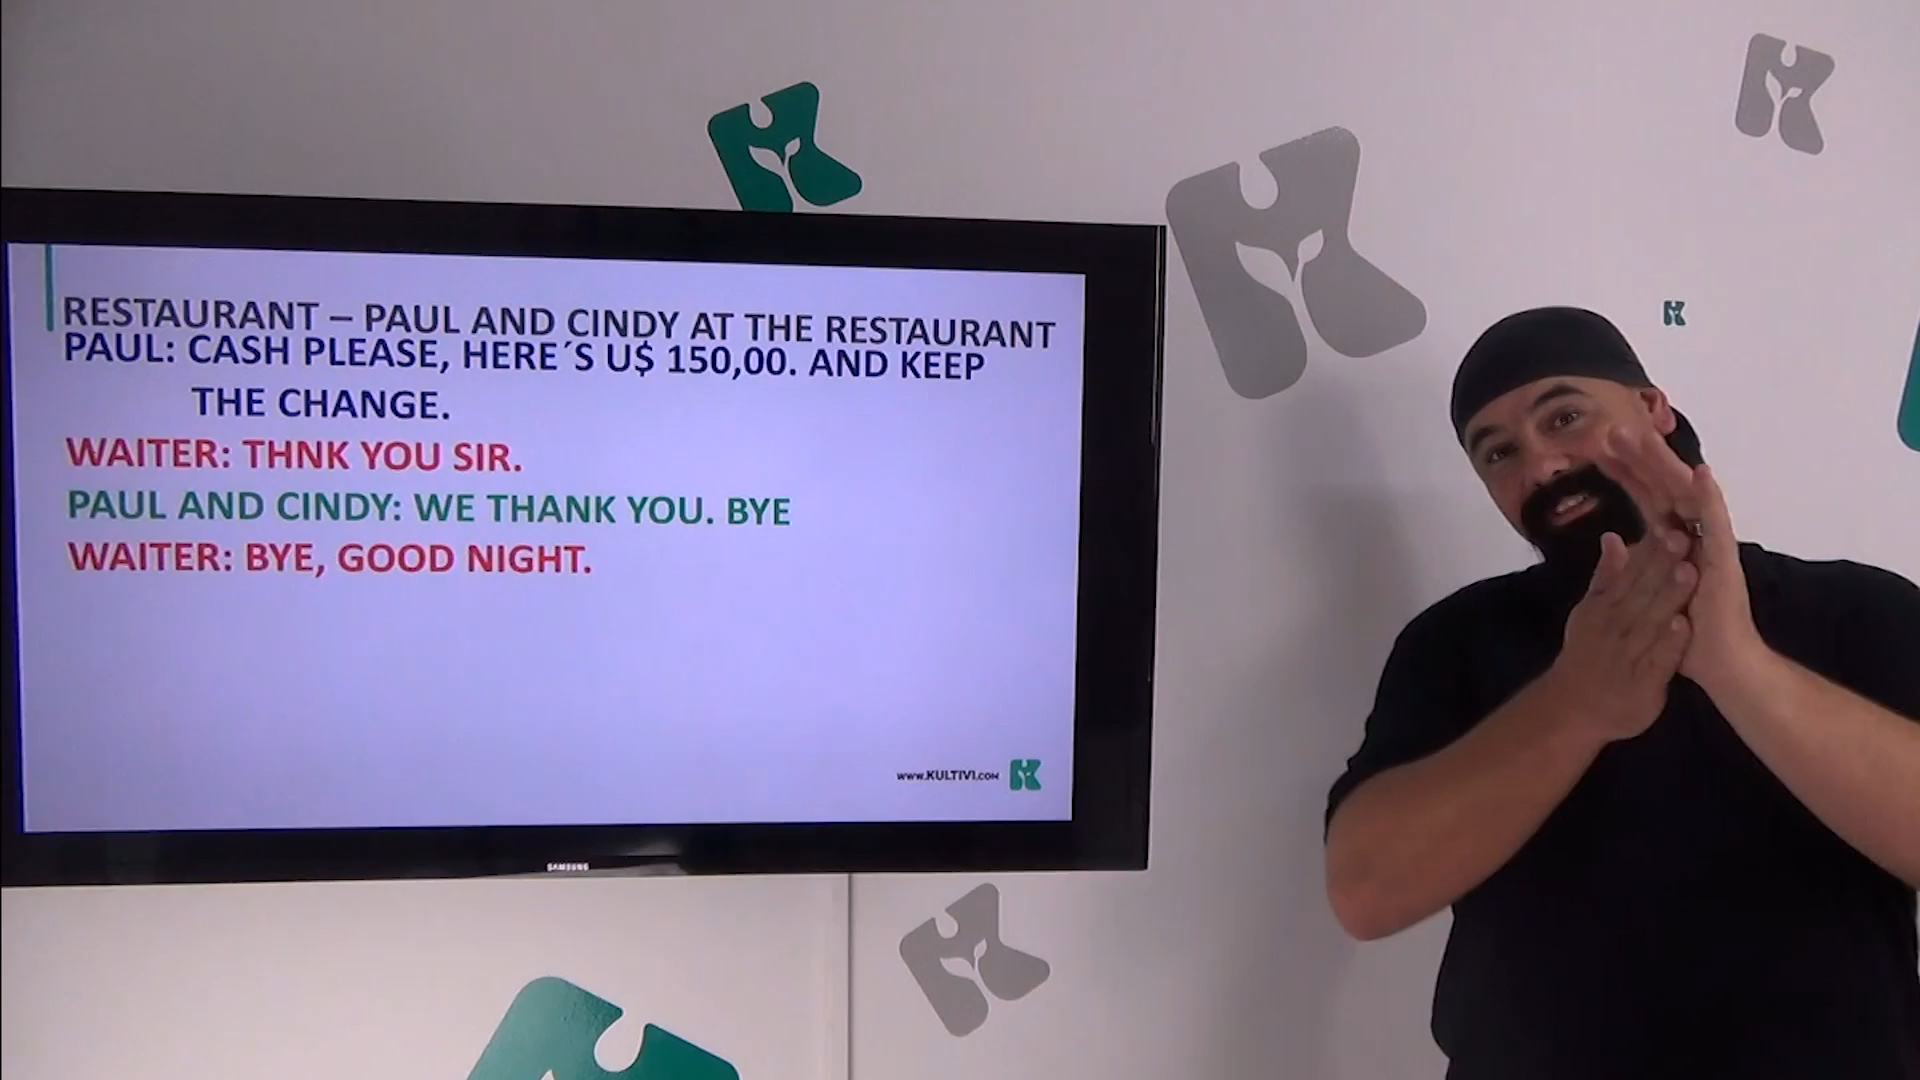 RESTAURANT – PAUL AND CINDY AT THE RESTAURANT
PAUL: CASH PLEASE, HERE´S U$ 150,00. AND KEEP
THE CHANGE.
WAITER: THNK YOU SIR.
PAUL AND CINDY: WE THANK YOU. BYE
WAITER: BYE, GOOD NIGHT.
www.KULTIVI.COM
SAMSUNG